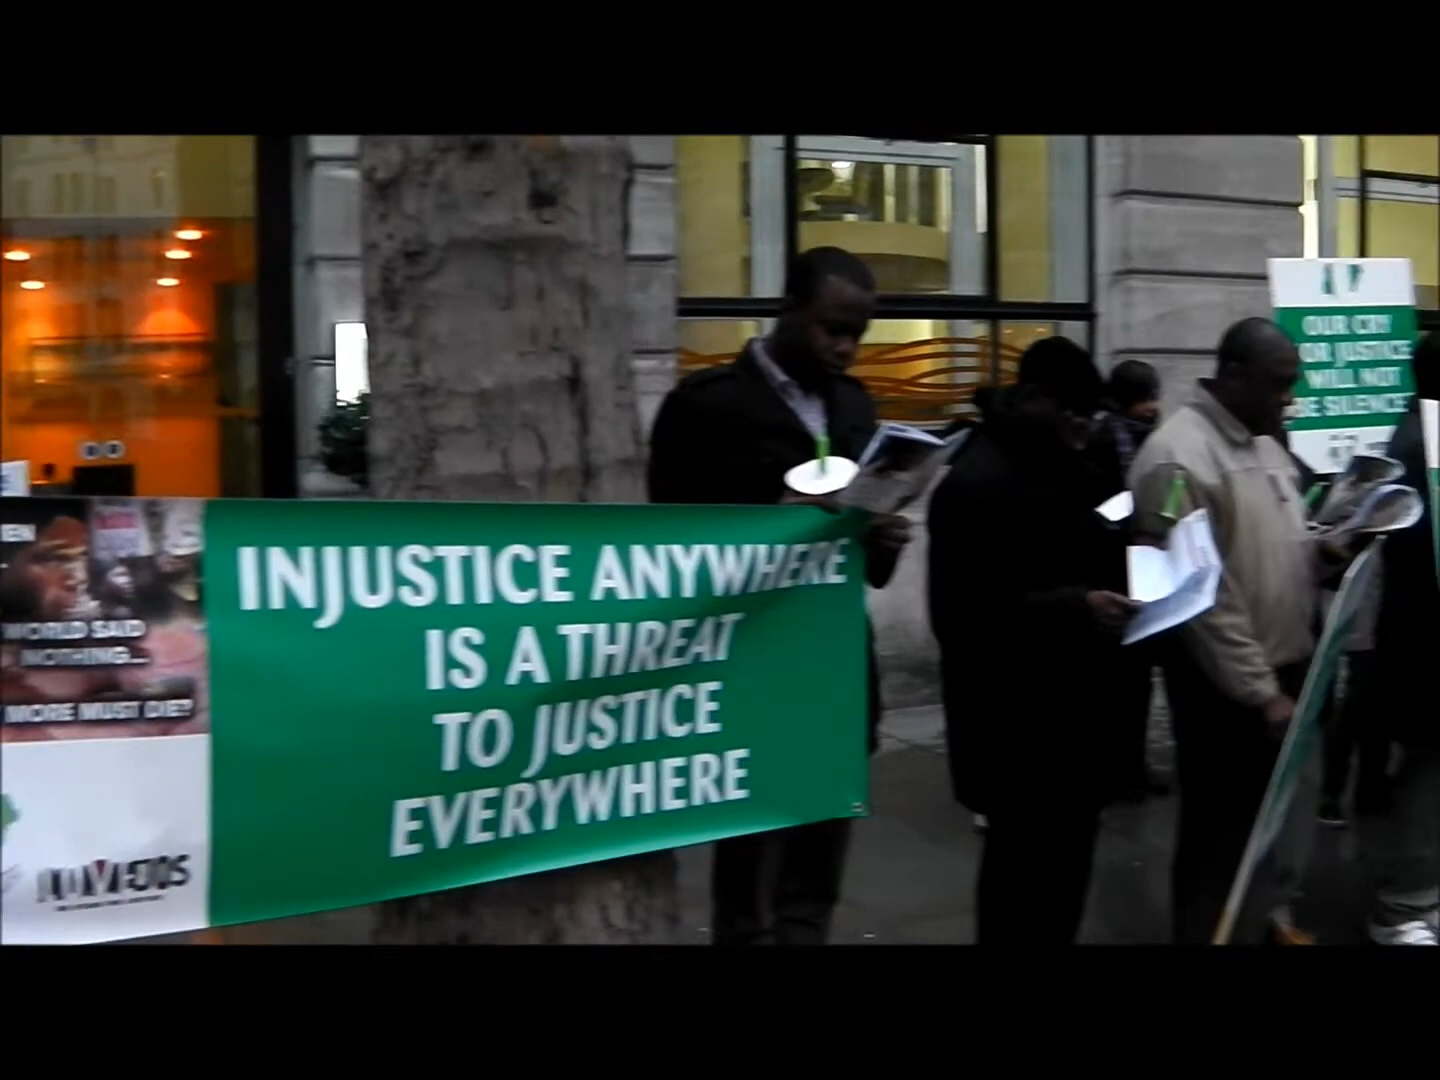 INJUSTICE ANYWHERE
IS A THREAT
TO JUSTICE
EVERYWHERE
WORLD SAID
NOTHING...
MORE MUST DIE?
OUR CRY
FOR JUSTICE
WILL NOT
BE SILENCE